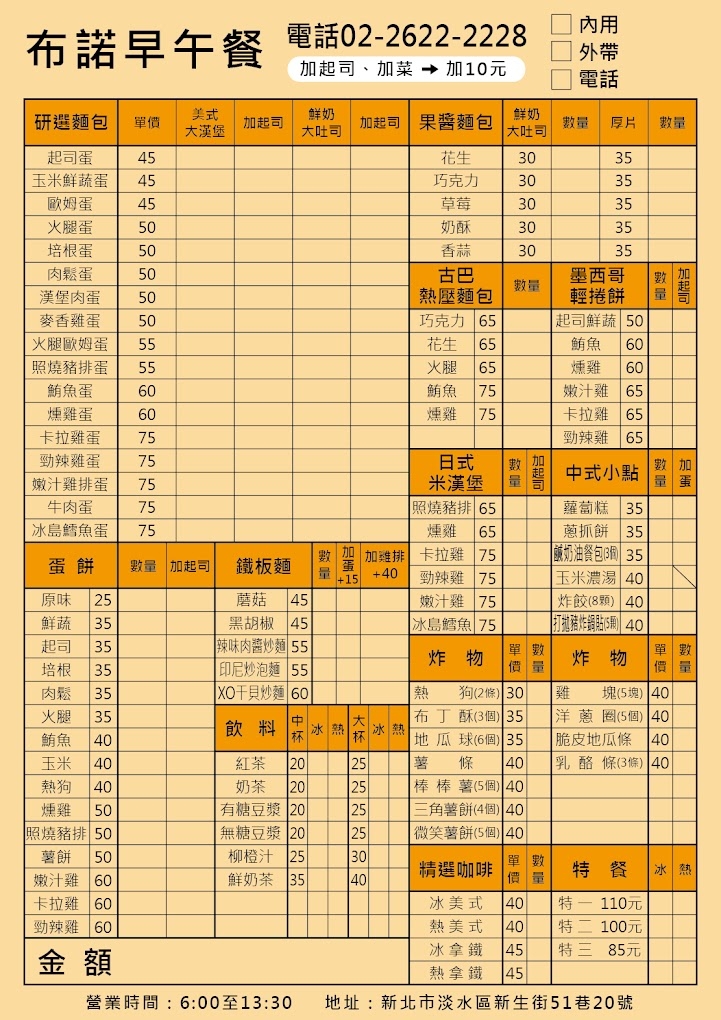 布諾早午餐
電話02-2622-2228
加起司、加菜 ➡ 加10元
內用
外帶
電話
研選麵包 單價 美式大漢堡 加起司 鮮奶大吐司 加起司
起司蛋 45
玉米鮮蔬蛋 45
歐姆蛋 45
火腿蛋 50
培根蛋 50
肉鬆蛋 50
漢堡肉蛋 50
麥香雞蛋 50
火腿歐姆蛋 55
照燒豬排蛋 55
鮪魚蛋 60
燻雞蛋 60
卡拉雞蛋 75
勁辣雞蛋 75
嫩汁雞排蛋 75
牛肉蛋 75
冰島鱈魚蛋 75
果醬麵包 鮮奶大吐司 數量 厚片 數量
花生 30 35
巧克力 30 35
草莓 30 35
奶酥 30 35
香蒜 30 35
古巴熱壓麵包 數量
巧克力 65
花生 65
火腿 65
鮪魚 75
燻雞 75
墨西哥輕捲餅 數量 加起司
起司鮮蔬 50
鮪魚 60
燻雞 60
嫩汁雞 65
卡拉雞 65
勁辣雞 65
日式米漢堡 數量 加起司
照燒豬排 65
燻雞 65
卡拉雞 75
勁辣雞 75
嫩汁雞 75
冰島鱈魚 75
中式小點 數量 加蛋
蘿蔔糕 35
蔥抓餅 35
鹹奶油餐包(3個) 35
玉米濃湯 40
炸餃(8顆) 40
打拋豬炸鍋貼(5顆) 40
蛋餅 數量 加起司
原味 25
鮮蔬 35
起司 35
培根 35
肉鬆 35
火腿 35
鮪魚 40
玉米 40
熱狗 40
燻雞 50
照燒豬排 50
薯餅 50
嫩汁雞 60
卡拉雞 60
勁辣雞 60
鐵板麵 數量 加蛋+15 加雞排+40
蘑菇 45
黑胡椒 45
辣味肉醬炒麵 55
印尼炒泡麵 55
XO干貝炒麵 60
飲料 中杯 冰 熱 大杯 冰 熱
紅茶 20 25
奶茶 20 25
有糖豆漿 20 25
無糖豆漿 20 25
柳橙汁 25 30
鮮奶茶 35 40
炸物 單價 數量
熱狗(2條) 30
布丁酥(3個) 35
地瓜球(6個) 35
薯條 40
棒棒薯(5個) 40
三角薯餅(4個) 40
微笑薯餅(5個) 40
炸物 單價 數量
雞塊(5塊) 40
洋蔥圈(5個) 40
脆皮地瓜條 40
乳酪條(3條) 40
精選咖啡 單價 數量
冰美式 40
熱美式 40
冰拿鐵 45
熱拿鐵 45
特餐 冰 熱
特一 110元
特二 100元
特三 85元
金額
營業時間：6:00至13:30 地址：新北市淡水區新生街51巷20號